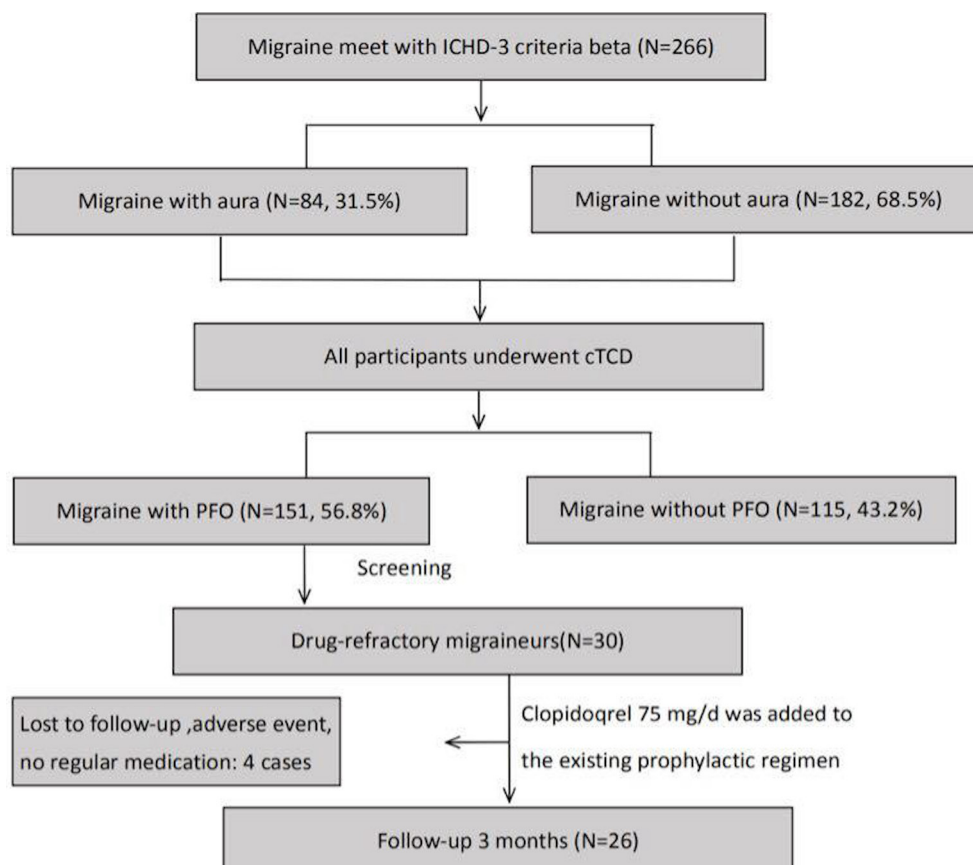 Migraine meet with ICHD-3 criteria beta (N=266)
Migraine with aura (N=84, 31.5%)
Migraine without aura (N=182, 68.5%)
All participants underwent cTCD
Migraine with PFO (N=151, 56.8%)
Migraine without PFO (N=115, 43.2%)
Screening
Drug-refractory migraineurs(N=30)
Lost to follow-up ,adverse event,
no regular medication: 4 cases
Clopidoqrel 75 mg/d was added to
the existing prophylactic regimen
Follow-up 3 months (N=26)